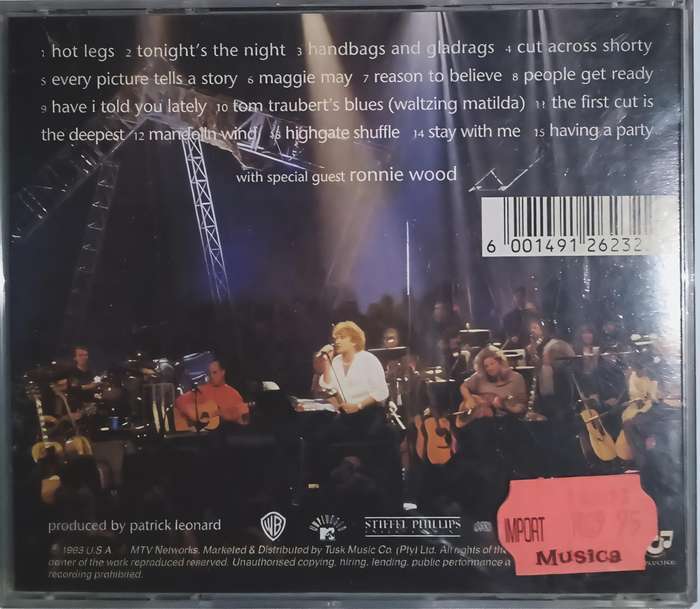 1 hot legs 2 tonight's the night 3 handbags and gladrags 4 cut across shorty
5 every picture tells a story 6 maggie may 7 reason to believe 8 people get ready
9 have i told you lately 10 tom traubert's blues (waltzing matilda) 11 the first cut is
the deepest 12 mandolin wind 13 highgate shuffle 14 stay with me 15 having a party
with special guest ronnie wood
6 001491 26232
produced by patrick leonard
WB
UNPLUGGED
MTV
STIEFEL PHILLIPS
IMPORT
Musica
℗ 1993 U.S.A. MTV Networks. Marketed & Distributed by Tusk Music Co. (Pty) Ltd. All rights of the
owner of the work reproduced reserved. Unauthorised copying, hiring, lending, public performance a
recording prohibited.